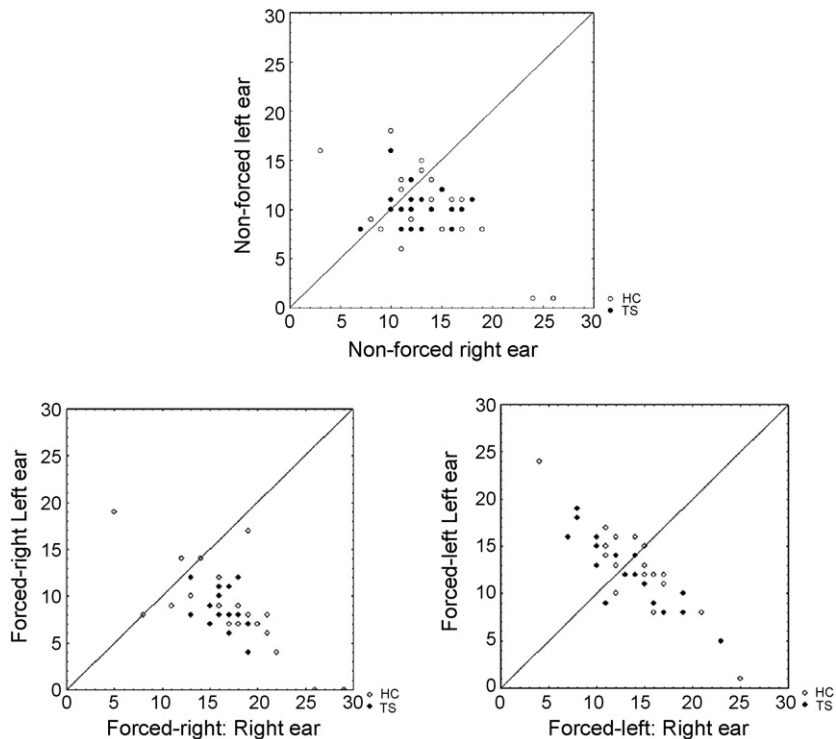 30
25
20
15
10
5
0
Non-forced left ear
0 5 10 15 20 25 30
Non-forced right ear
HC
TS
30
25
20
15
10
5
0
Forced-right Left ear
0 5 10 15 20 25 30
Forced-right: Right ear
HC
TS
30
25
20
15
10
5
0
Forced-left Left ear
0 5 10 15 20 25 30
Forced-left: Right ear
HC
TS